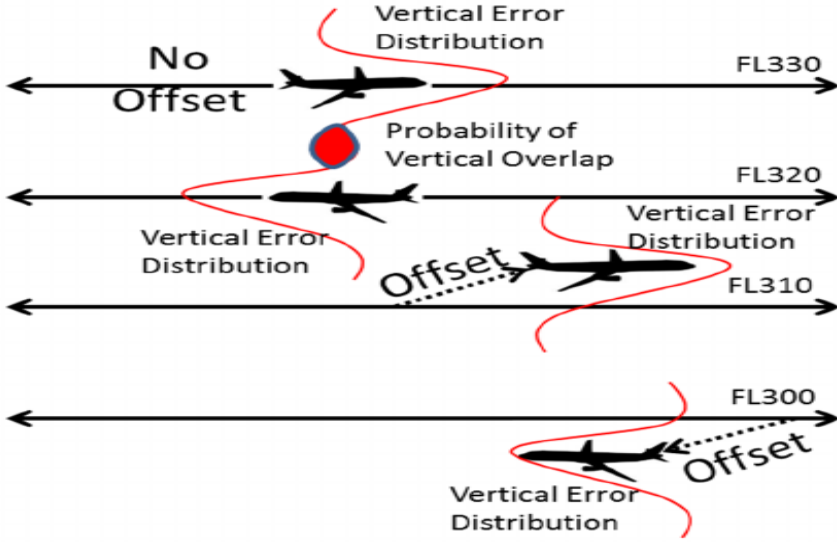 Vertical Error
Distribution
No
Offset
FL330
Probability of
Vertical Overlap
FL320
Vertical Error
Distribution
Vertical Error
Distribution
Offset
FL310
FL300
Offset
Vertical Error
Distribution